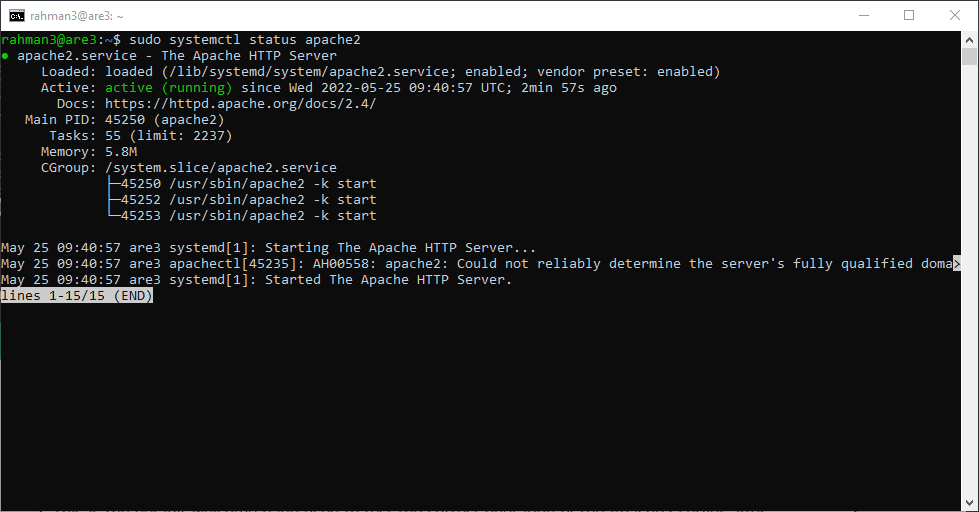 rahman3@are3: ~
rahman3@are3:~$ sudo systemctl status apache2
● apache2.service - The Apache HTTP Server
     Loaded: loaded (/lib/systemd/system/apache2.service; enabled; vendor preset: enabled)
     Active: active (running) since Wed 2022-05-25 09:40:57 UTC; 2min 57s ago
       Docs: https://httpd.apache.org/docs/2.4/
   Main PID: 45250 (apache2)
      Tasks: 55 (limit: 2237)
     Memory: 5.8M
     CGroup: /system.slice/apache2.service
             ├─45250 /usr/sbin/apache2 -k start
             ├─45252 /usr/sbin/apache2 -k start
             └─45253 /usr/sbin/apache2 -k start
May 25 09:40:57 are3 systemd[1]: Starting The Apache HTTP Server...
May 25 09:40:57 are3 apachectl[45235]: AH00558: apache2: Could not reliably determine the server's fully qualified doma>
May 25 09:40:57 are3 systemd[1]: Started The Apache HTTP Server.
lines 1-15/15 (END)